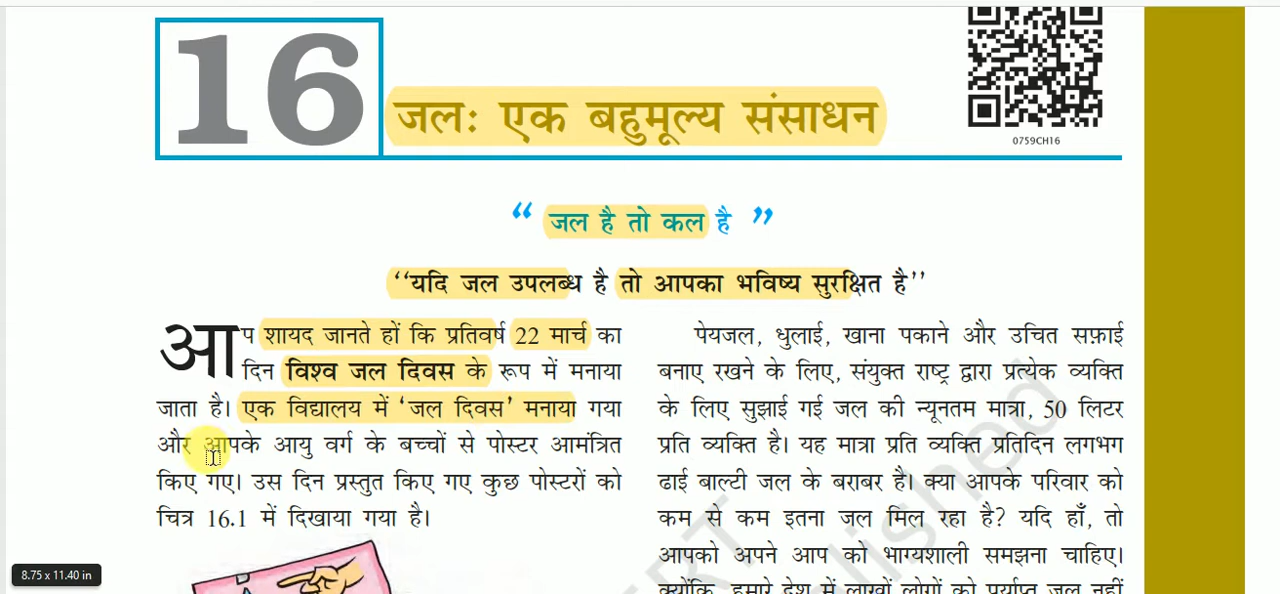 16
जलः एक बहुमूल्य संसाधन
0759CH16
“ जल है तो कल है ”
‘‘यदि जल उपलब्ध है तो आपका भविष्य सुरक्षित है’’
आप शायद जानते हों कि प्रतिवर्ष 22 मार्च का
दिन विश्व जल दिवस के रूप में मनाया
जाता है। एक विद्यालय में ‘जल दिवस’ मनाया गया
और आपके आयु वर्ग के बच्चों से पोस्टर आमंत्रित
किए गए। उस दिन प्रस्तुत किए गए कुछ पोस्टरों को
चित्र 16.1 में दिखाया गया है।
पेयजल, धुलाई, खाना पकाने और उचित सफ़ाई
बनाए रखने के लिए, संयुक्त राष्ट्र द्वारा प्रत्येक व्यक्ति
के लिए सुझाई गई जल की न्यूनतम मात्रा, 50 लिटर
प्रति व्यक्ति है। यह मात्रा प्रति व्यक्ति प्रतिदिन लगभग
ढाई बाल्टी जल के बराबर है। क्या आपके परिवार को
कम से कम इतना जल मिल रहा है? यदि हाँ, तो
आपको अपने आप को भाग्यशाली समझना चाहिए।
क्योंकि हमारे देश में लाखों लोगों को पर्याप्त जल नहीं
8.75 x 11.40 in